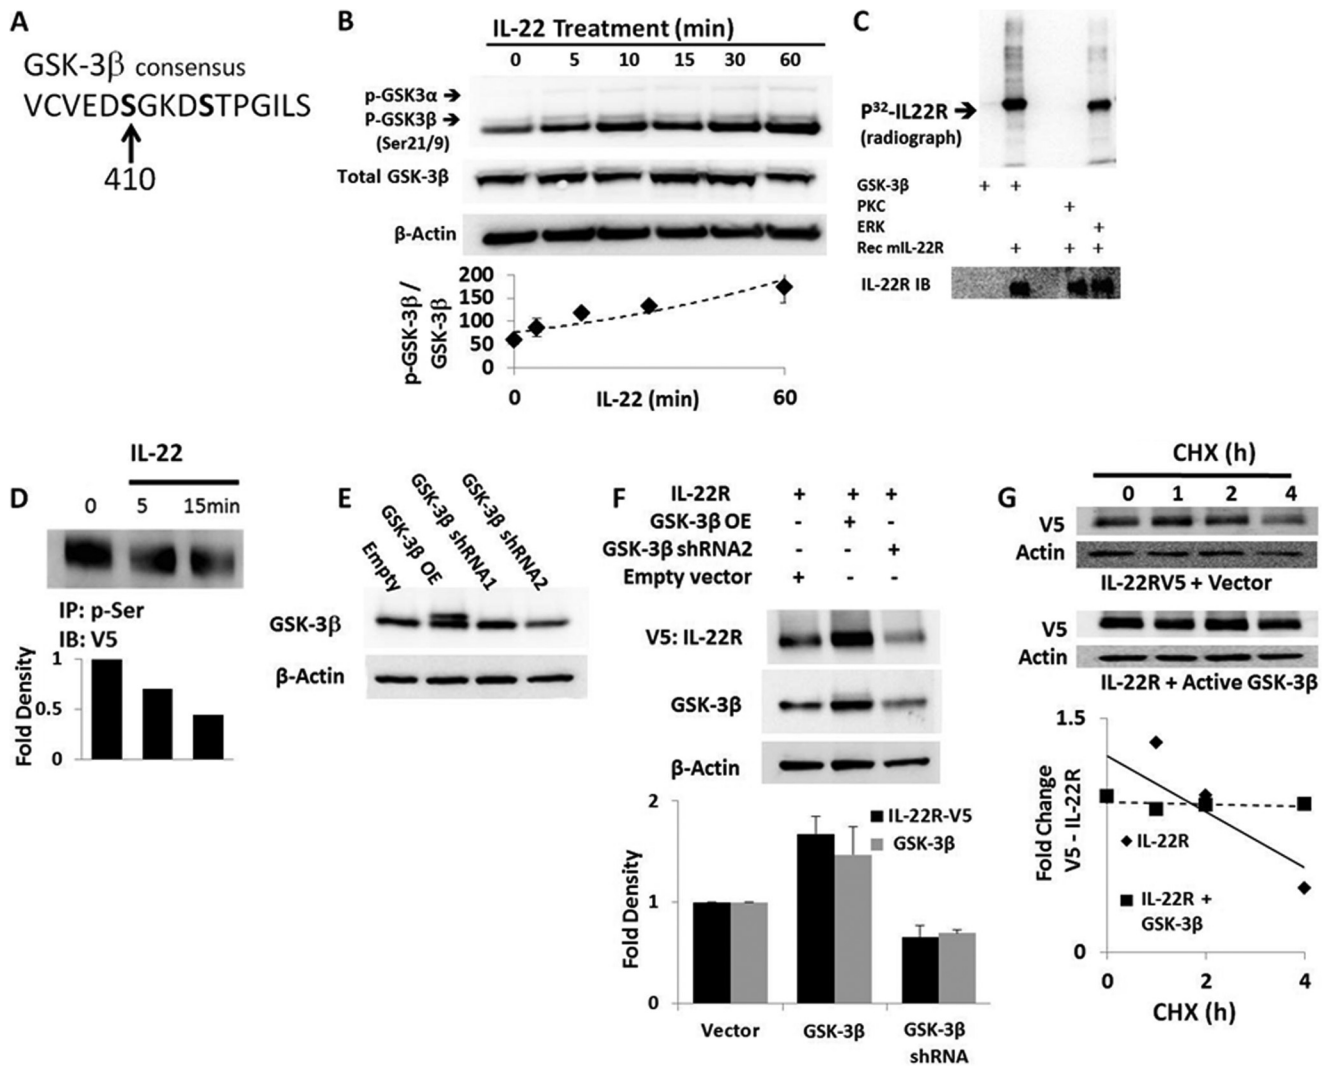 A
GSK-3β consensus
VCVEDSGKDSTPGILS
410
B
IL-22 Treatment (min)
0 5 10 15 30 60
p-GSK3α
P-GSK3β
(Ser21/9)
Total GSK-3β
β-Actin
p-GSK-3β /
GSK-3β
200
150
100
50
0
0 IL-22 (min) 60
C
P32-IL22R
(radiograph)
GSK-3β + +
PKC +
ERK +
Rec mIL-22R + + +
IL-22R IB
D
IL-22
0 5 15min
IP: p-Ser
IB: V5
Fold Density
1
0.5
0
E
Empty
GSK-3β OE
GSK-3β shRNA1
GSK-3β shRNA2
GSK-3β
β-Actin
F
IL-22R + + +
GSK-3β OE - + -
GSK-3β shRNA2 - - +
Empty vector + - -
V5: IL-22R
GSK-3β
β-Actin
Fold Density
2
1
0
IL-22R-V5
GSK-3β
Vector GSK-3β GSK-3β
shRNA
G
CHX (h)
0 1 2 4
V5
Actin
IL-22RV5 + Vector
V5
Actin
IL-22R + Active GSK-3β
Fold Change
V5 - IL-22R
1.5
0
IL-22R
IL-22R +
GSK-3β
0 2 4
CHX (h)